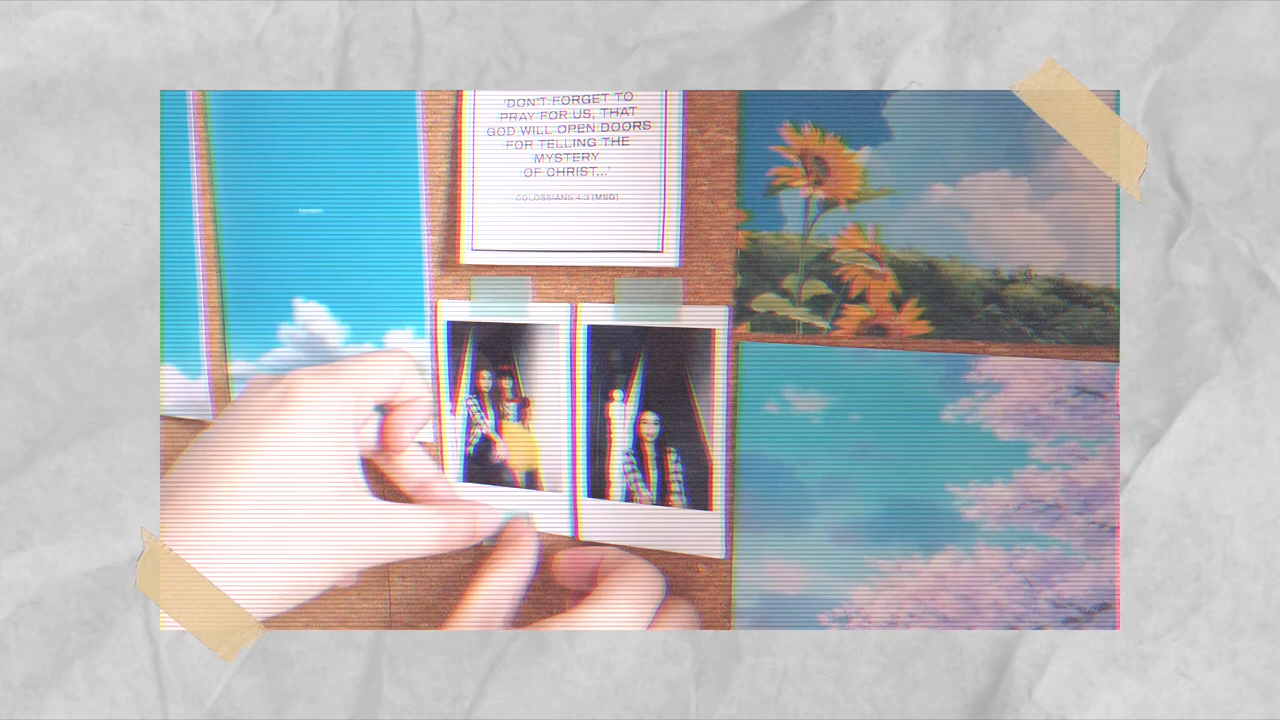 'DON'T FORGET TO
PRAY FOR US, THAT
GOD WILL OPEN DOORS
FOR TELLING THE
MYSTERY
OF CHRIST...'
COLOSSIANS 4:3 (MSG)